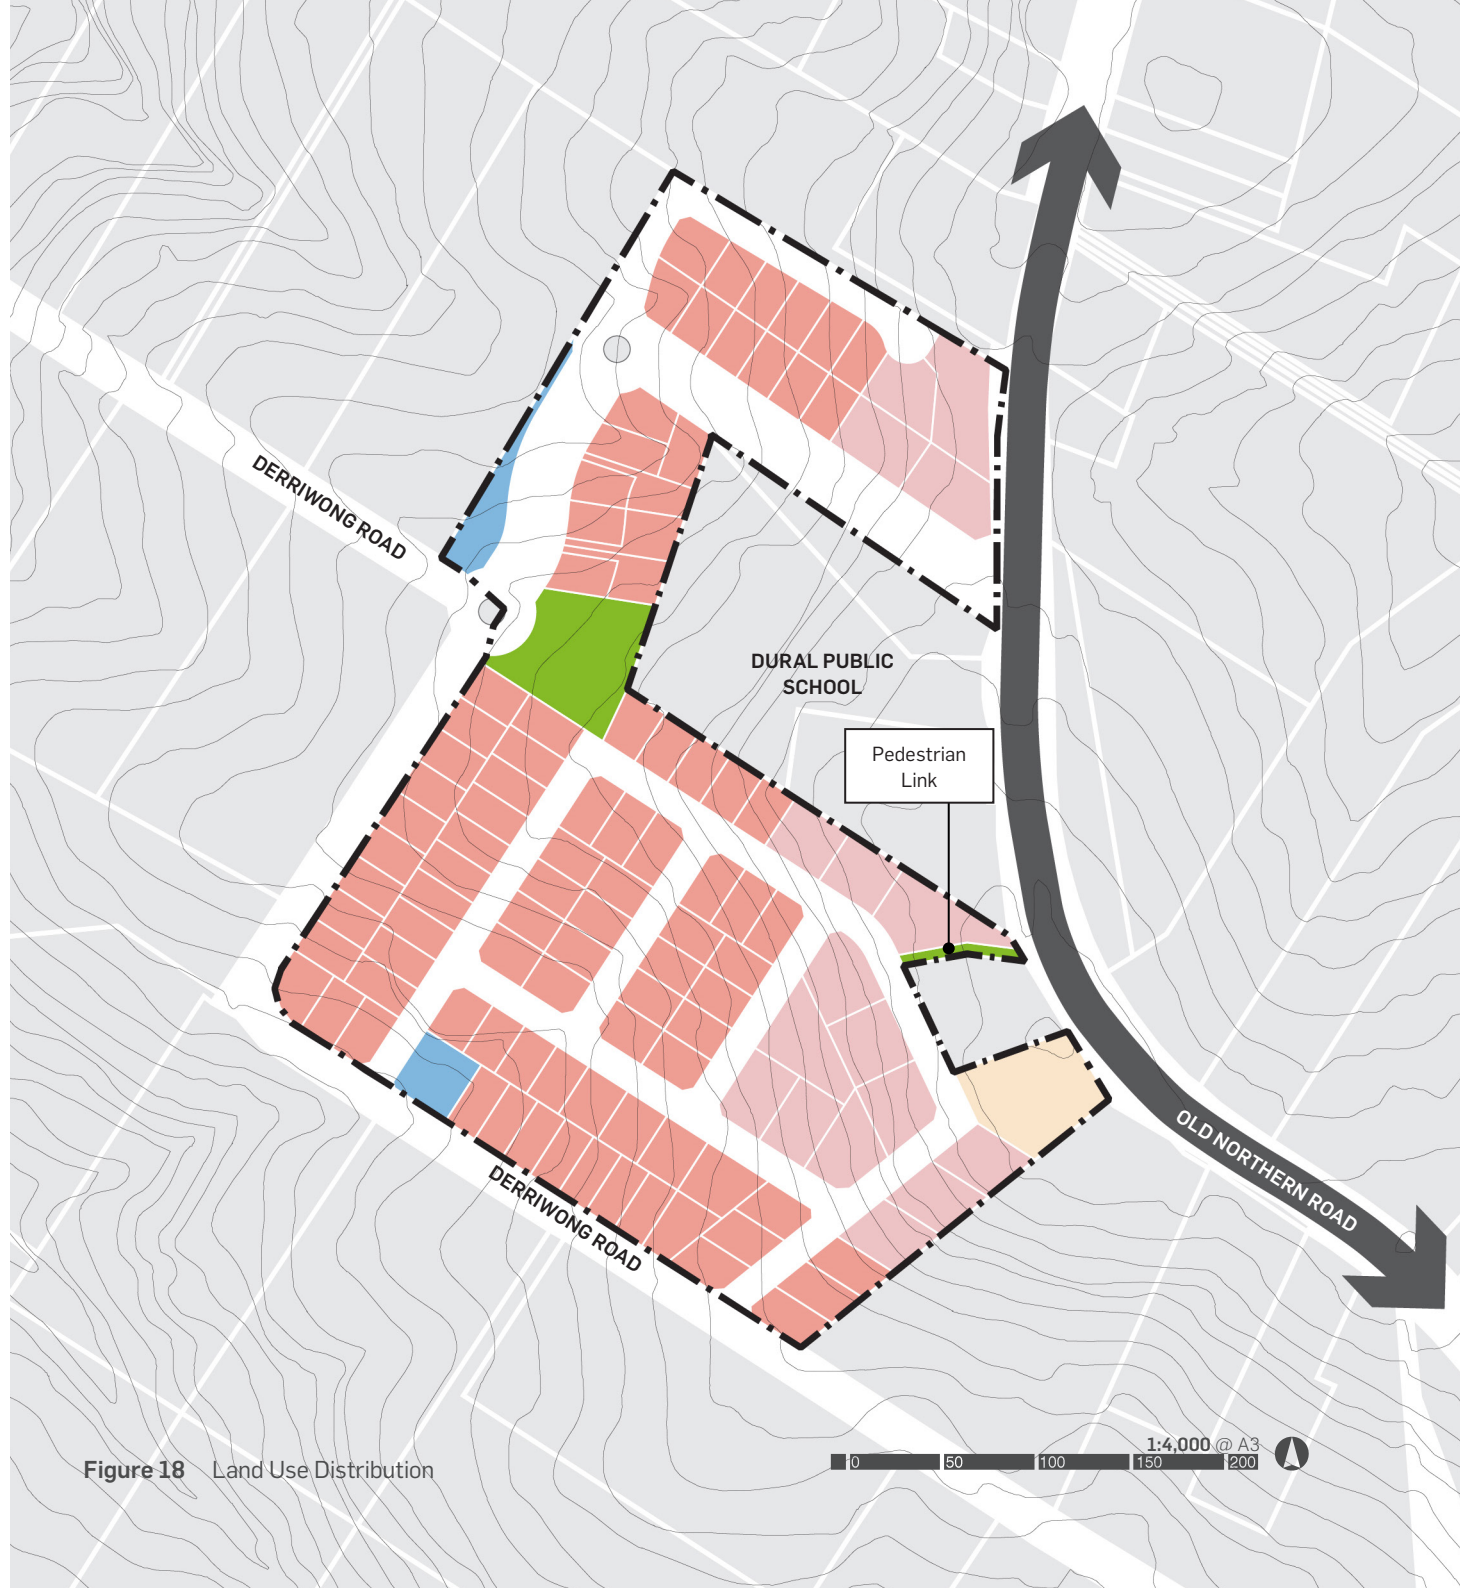 DERRIWONG ROAD
DURAL PUBLIC
SCHOOL
Pedestrian
Link
OLD NORTHERN ROAD
DERRIWONG ROAD
1:4,000 @ A3
0 50 100 150 200
Figure 18 Land Use Distribution